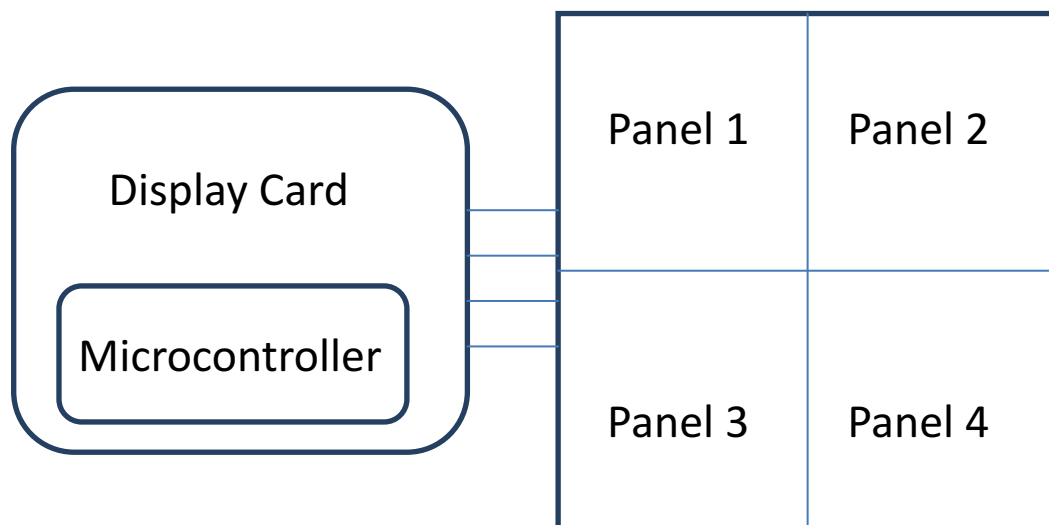 Panel 1
Panel 2
Display Card
Microcontroller
Panel 3
Panel 4